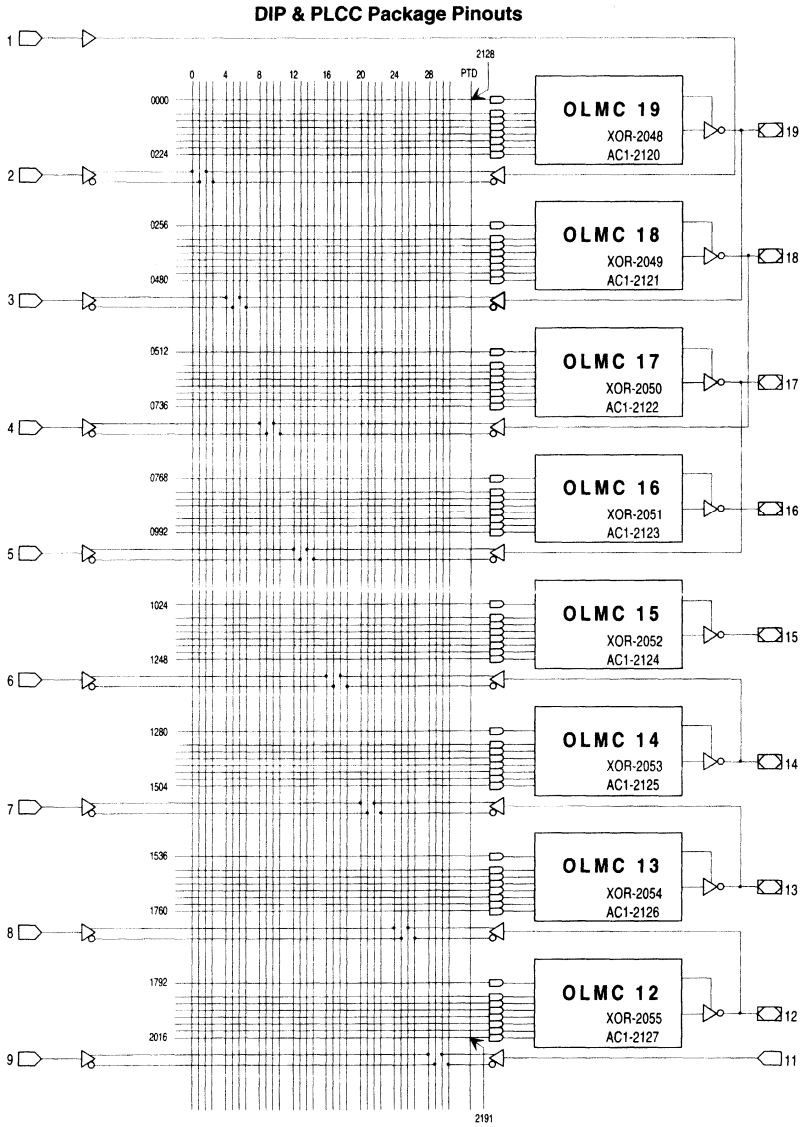 DIP & PLCC Package Pinouts
1
2128
0 4 8 12 16 20 24 28 PTD
0000
OLMC 19
XOR-2048
19
0224
AC1-2120
2
0256
OLMC 18
XOR-2049
18
0480
AC1-2121
3
0512
OLMC 17
XOR-2050
17
0736
AC1-2122
4
0768
OLMC 16
XOR-2051
16
0992
AC1-2123
5
1024
OLMC 15
XOR-2052
15
1248
AC1-2124
6
1280
OLMC 14
XOR-2053
14
1504
AC1-2125
7
1536
OLMC 13
XOR-2054
13
1760
AC1-2126
8
1792
OLMC 12
XOR-2055
12
2016
AC1-2127
9
11
2191